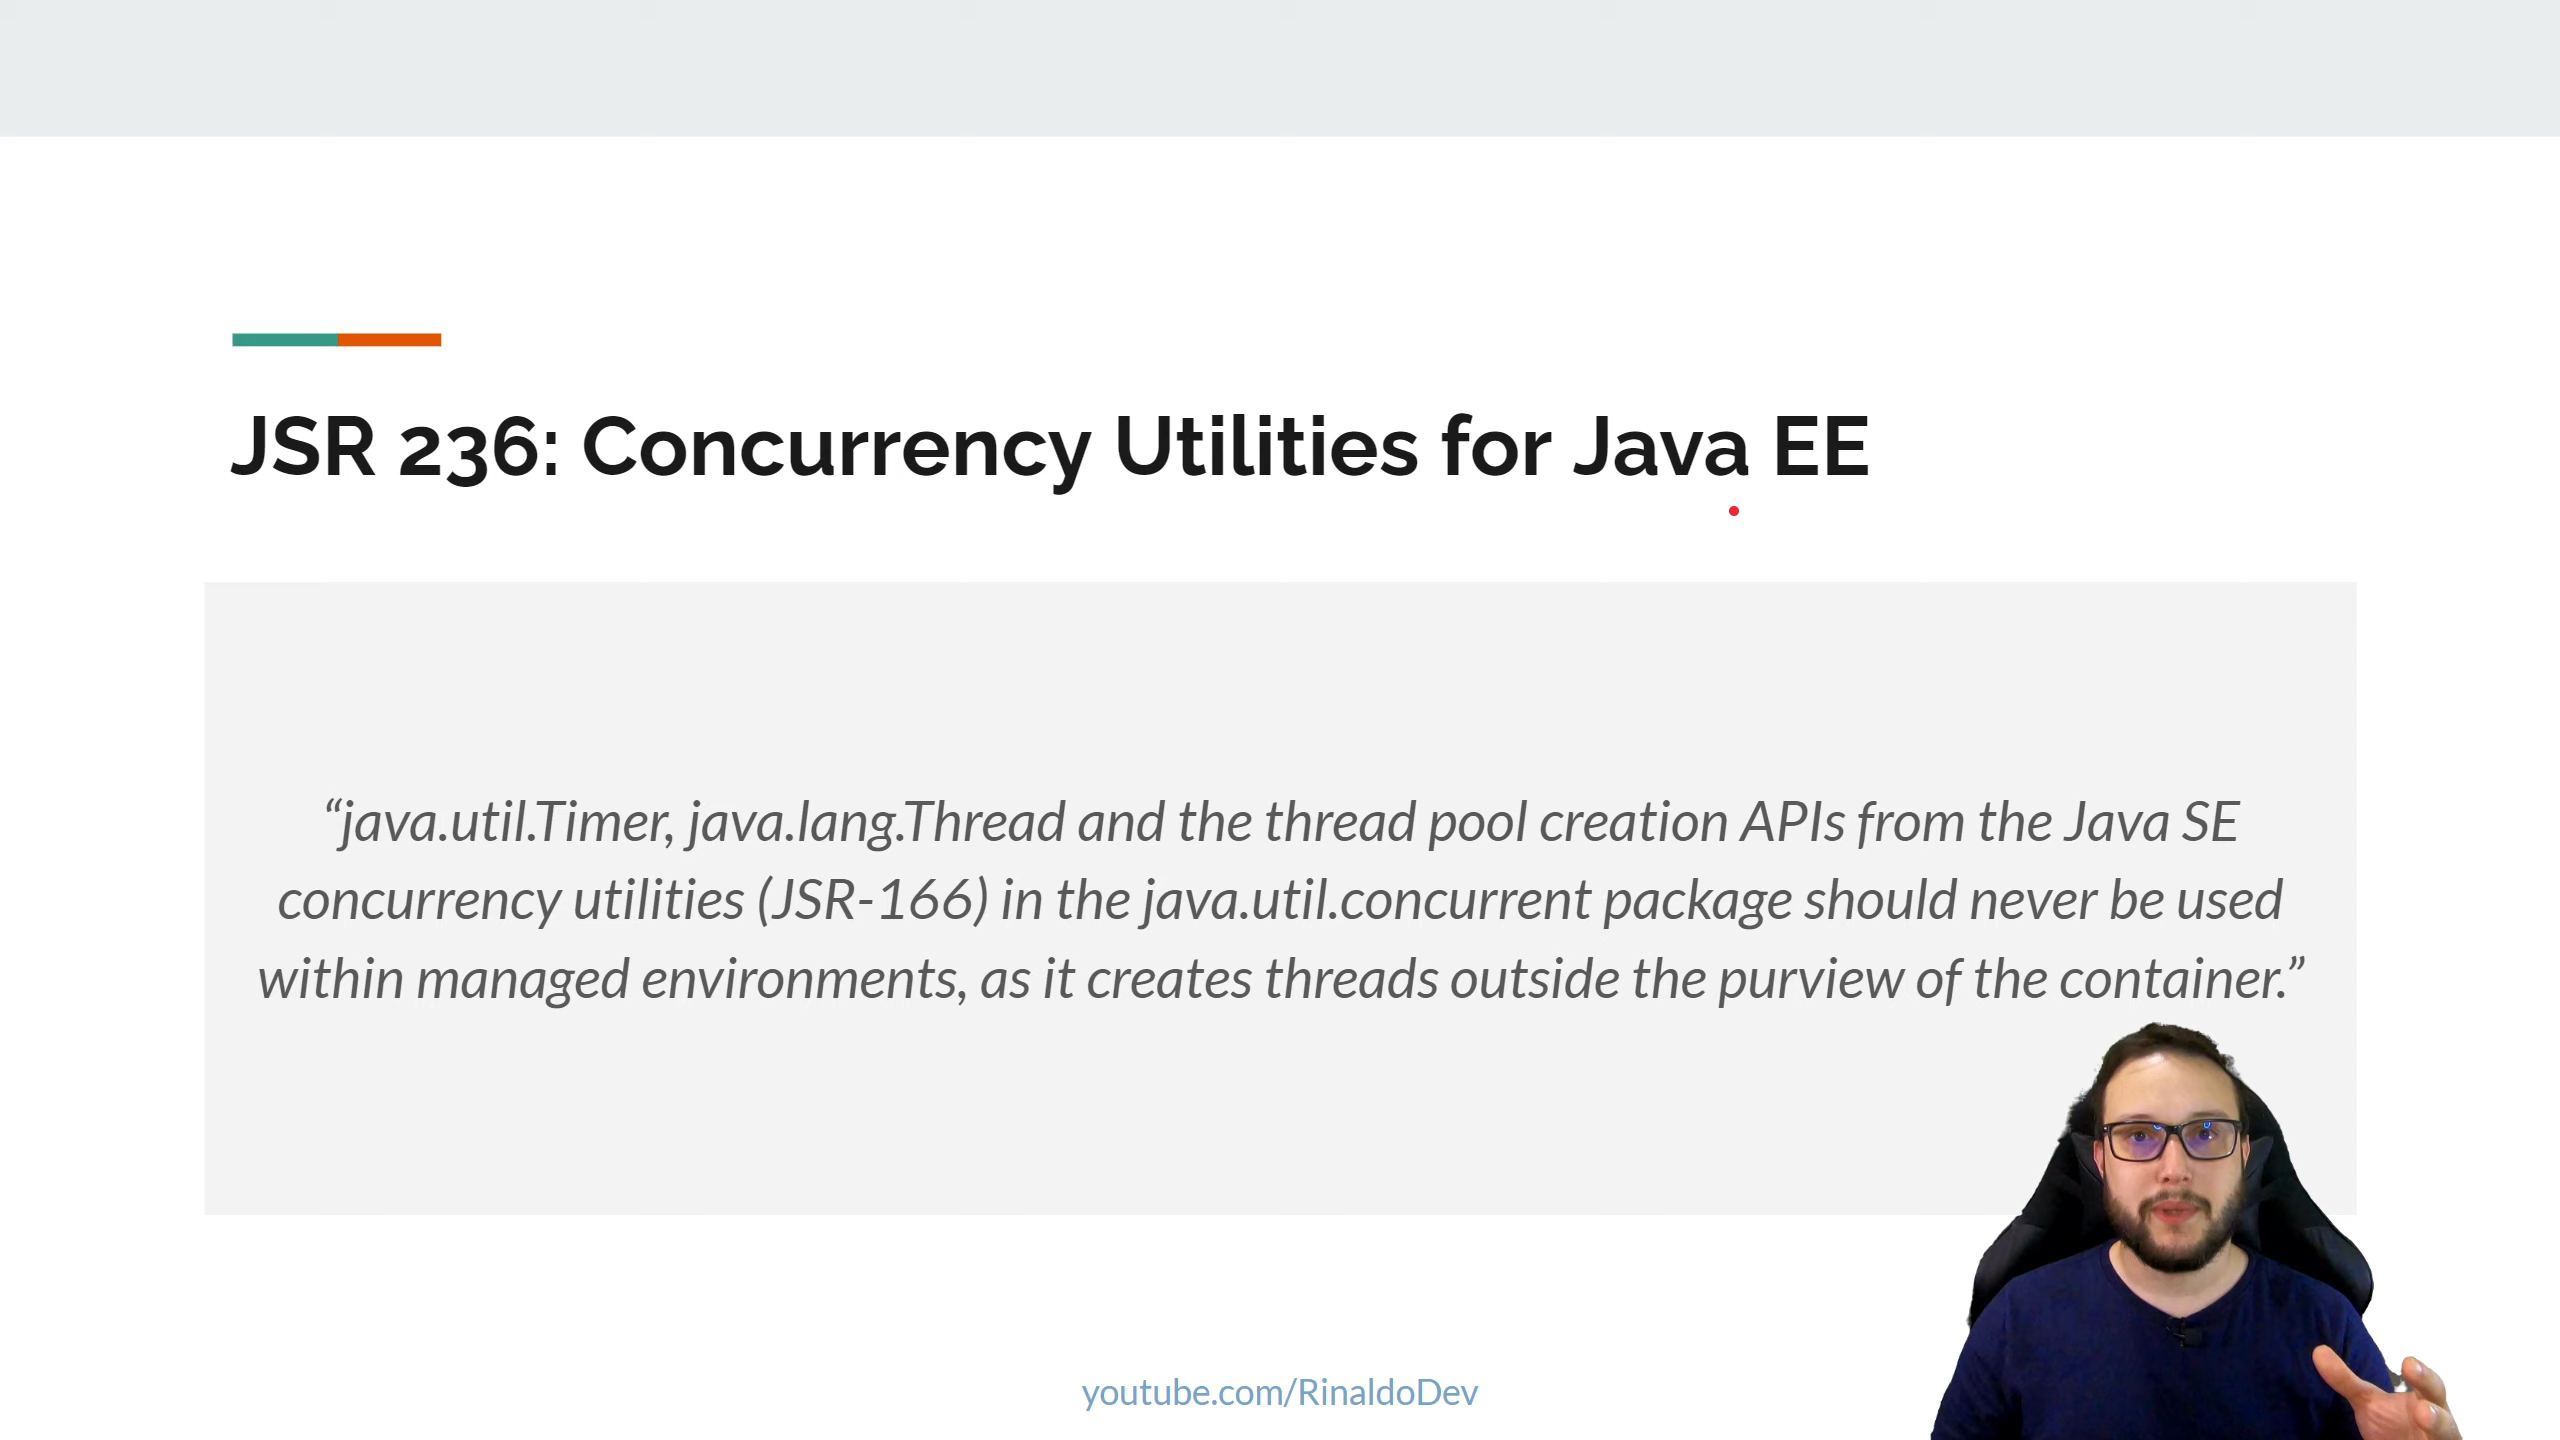 JSR 236: Concurrency Utilities for Java EE
“java.util.Timer, java.lang.Thread and the thread pool creation APIs from the Java SE
concurrency utilities (JSR-166) in the java.util.concurrent package should never be used
within managed environments, as it creates threads outside the purview of the container.”
youtube.com/RinaldoDev